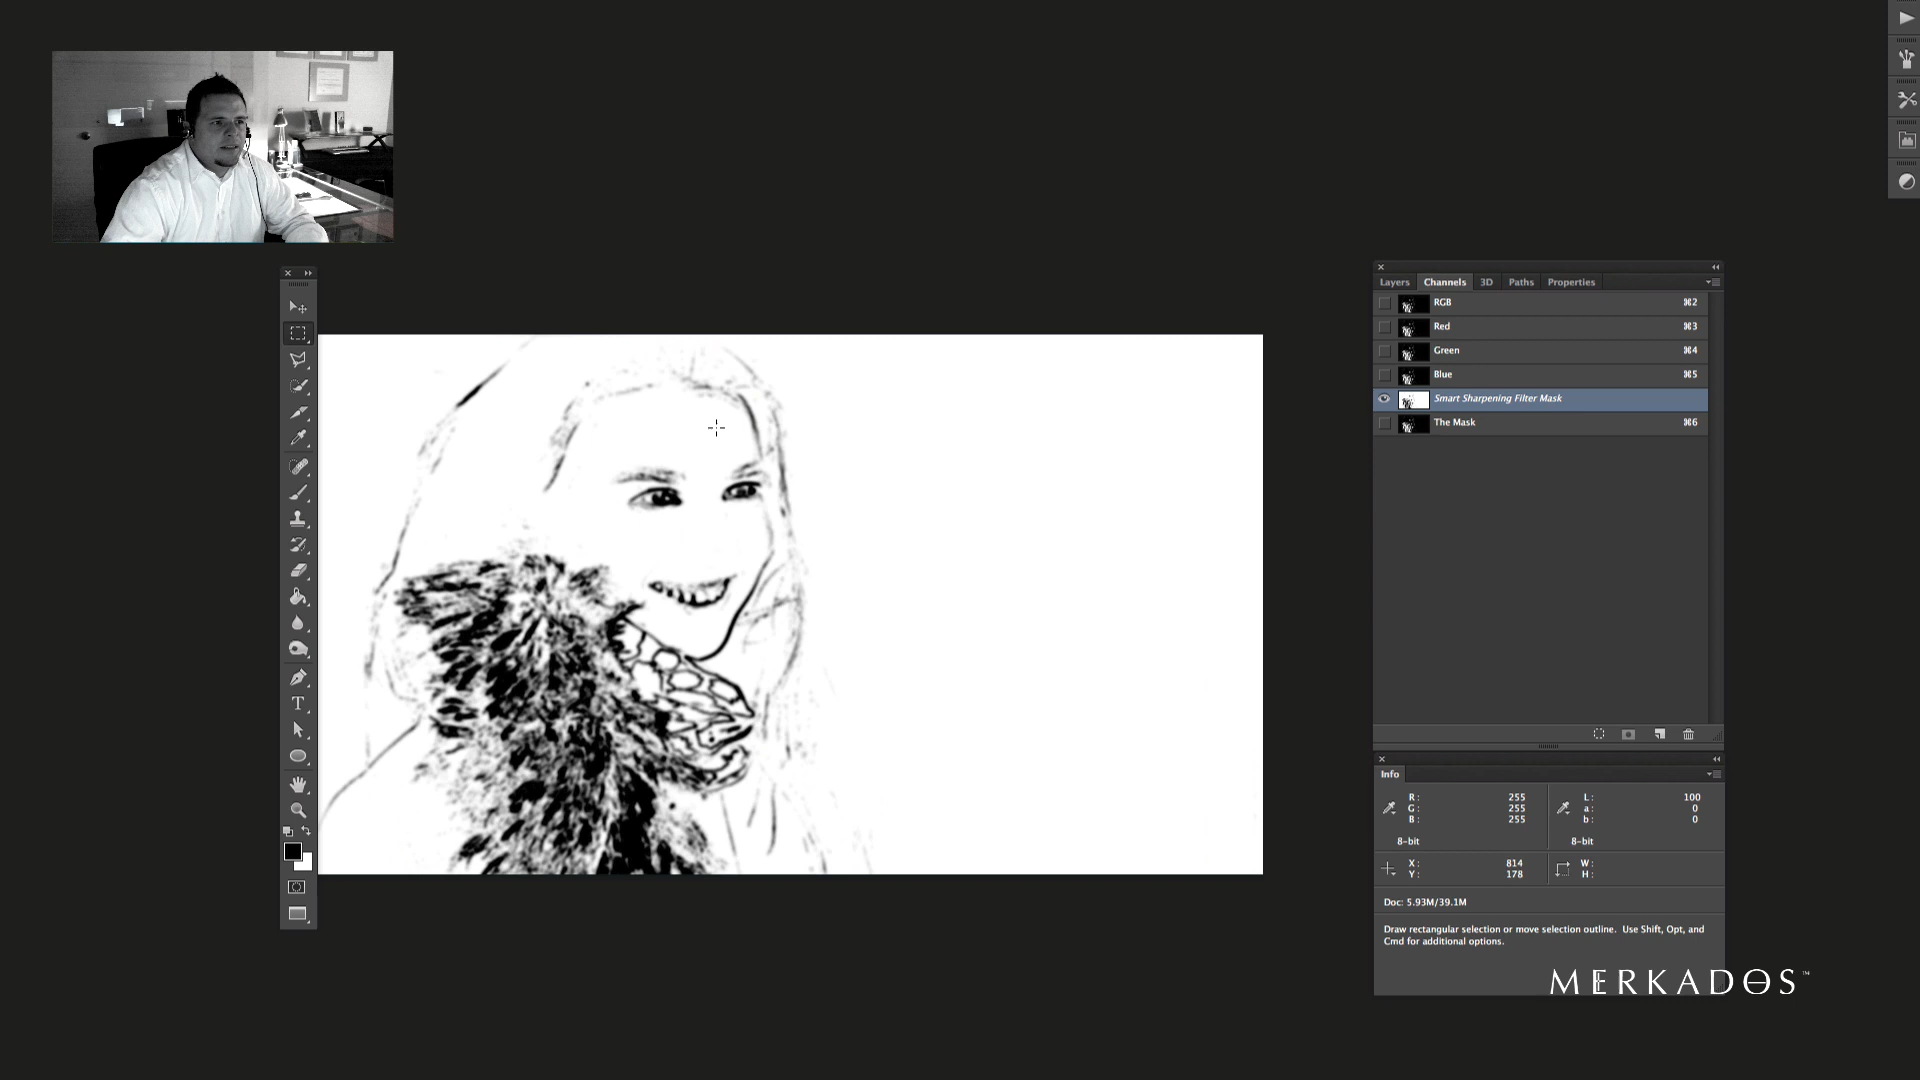 Layers Channels 3D Paths Properties
RGB ⌘2
Red ⌘3
Green ⌘4
Blue ⌘5
Smart Sharpening Filter Mask
The Mask ⌘6
T
Info
R: 255 L: 100
G: 255 a: 0
B: 255 b: 0
8-bit 8-bit
X: 814 W:
Y: 178 H:
Doc: 5.93M/39.1M
Draw rectangular selection or move selection outline. Use Shift, Opt, and
Cmd for additional options.
MERKADOS™